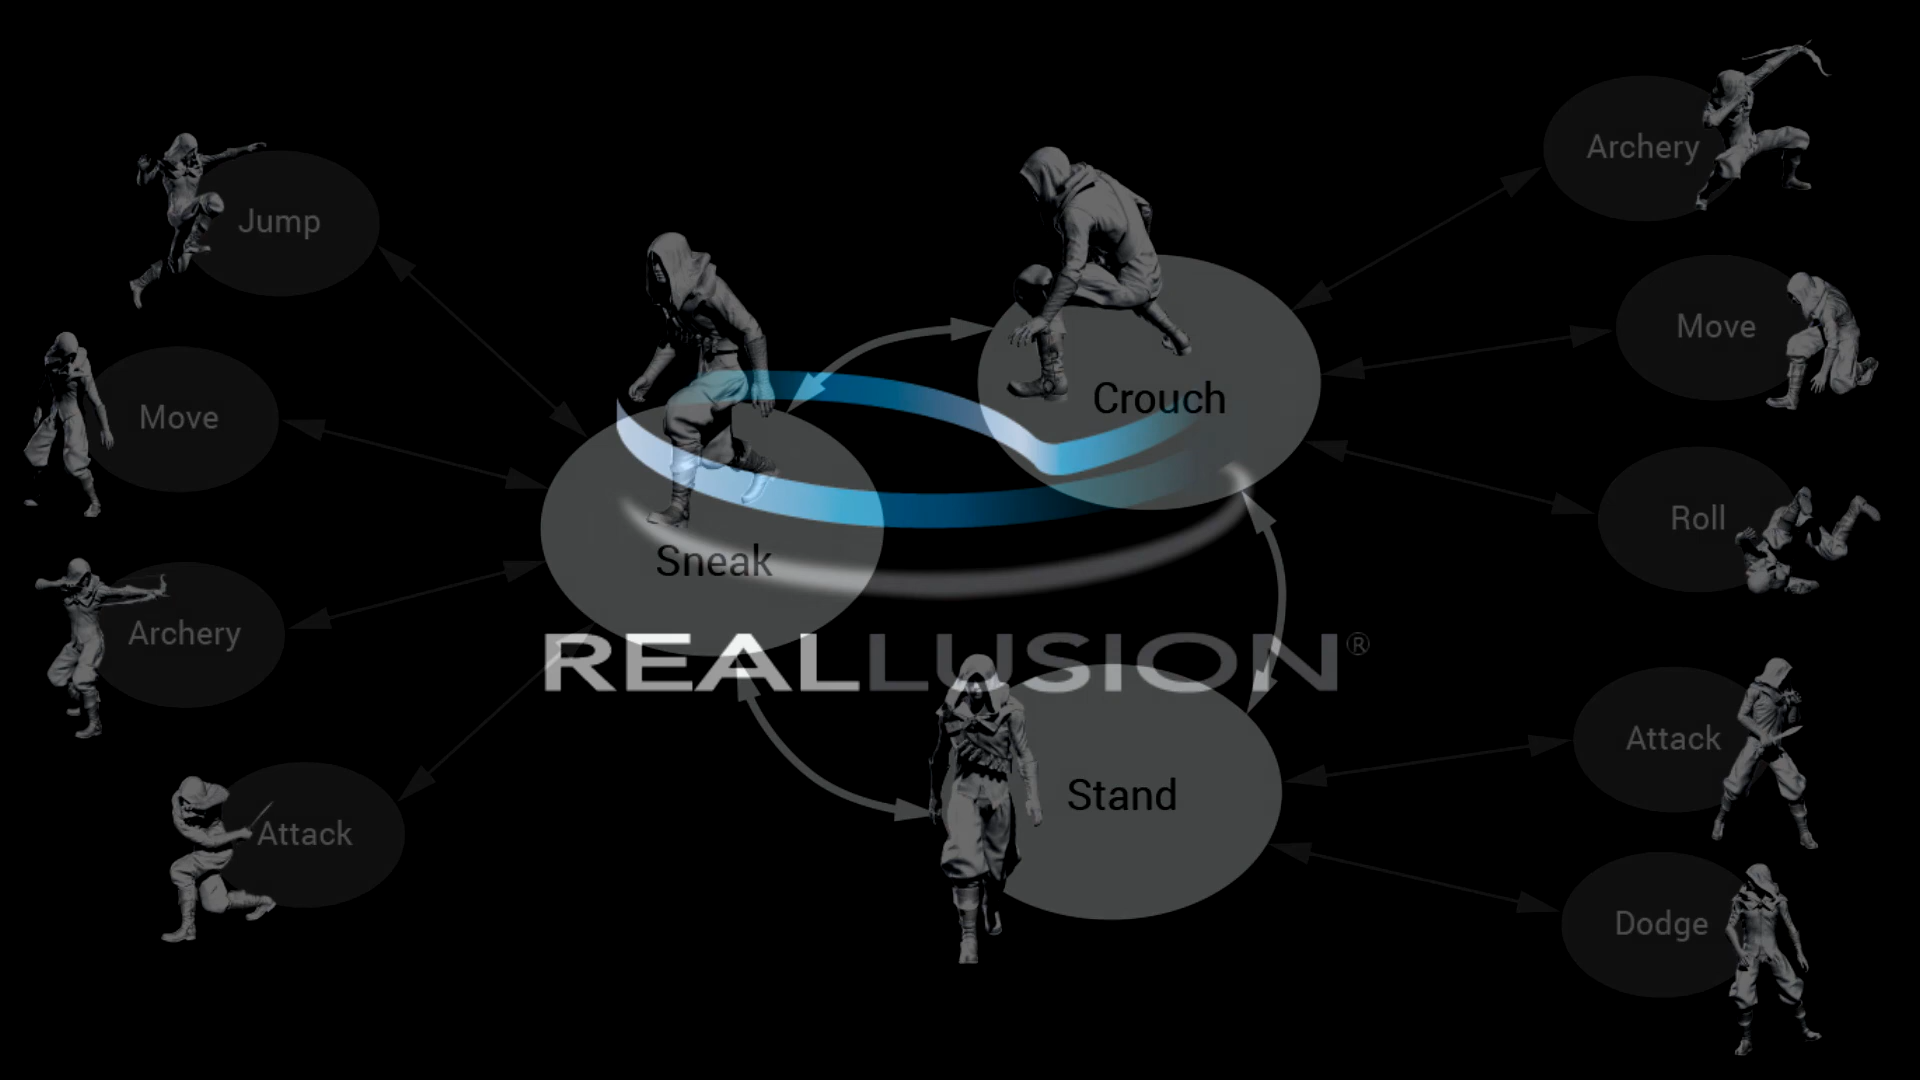 Jump
Move
Archery
Attack
Sneak
Crouch
Stand
REALLUSION®
Archery
Move
Roll
Attack
Dodge